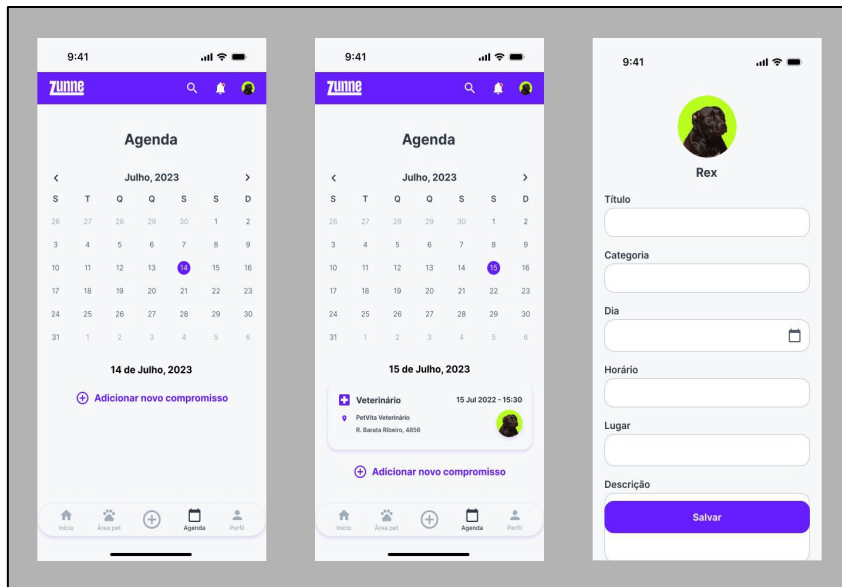 9:41
zunne
Agenda
Julho, 2023
S T Q Q S S D
26 27 28 29 30 1 2
3 4 5 6 7 8 9
10 11 12 13 14 15 16
17 18 19 20 21 22 23
24 25 26 27 28 29 30
31 1 2 3 4 5 6
14 de Julho, 2023
Adicionar novo compromisso
Início Área pet Agenda Perfil
9:41
zunne
Agenda
Julho, 2023
S T Q Q S S D
26 27 28 29 30 1 2
3 4 5 6 7 8 9
10 11 12 13 14 15 16
17 18 19 20 21 22 23
24 25 26 27 28 29 30
31 1 2 3 4 5 6
15 de Julho, 2023
Veterinário 15 Jul 2022 - 15:30
PetVita Veterinário
R. Barata Ribeiro, 4856
Adicionar novo compromisso
Início Área pet Agenda Perfil
9:41
Rex
Título
Categoria
Dia
Horário
Lugar
Descrição
Salvar